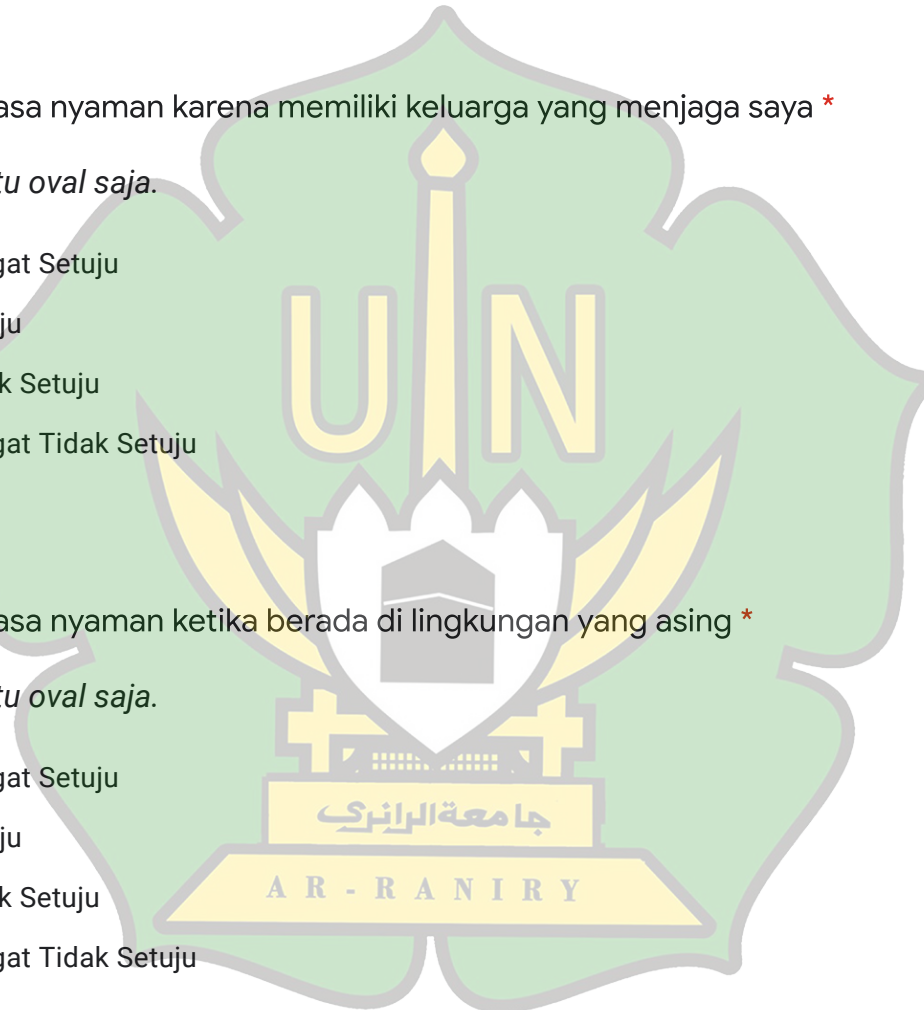 asa nyaman karena memiliki keluarga yang menjaga saya *
tu oval saja.
gat Setuju
ju
k Setuju
gat Tidak Setuju
UIN
asa nyaman ketika berada di lingkungan yang asing *
tu oval saja.
gat Setuju
ju
جامعةالرانري
k Setuju
AR-RANIRY
gat Tidak Setuju